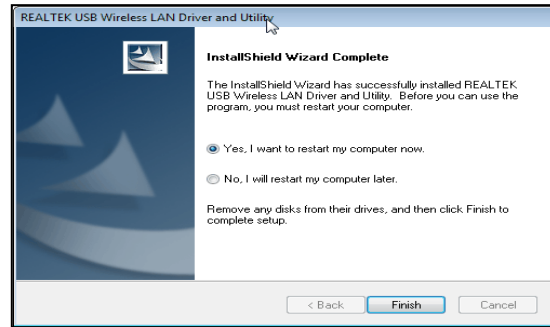 REALTEK USB Wireless LAN Driver and Utility
InstallShield Wizard Complete
The InstallShield Wizard has successfully installed REALTEK
USB Wireless LAN Driver and Utility. Before you can use the
program, you must restart your computer.
Yes, I want to restart my computer now.
No, I will restart my computer later.
Remove any disks from their drives, and then click Finish to
complete setup.
< Back
Finish
Cancel